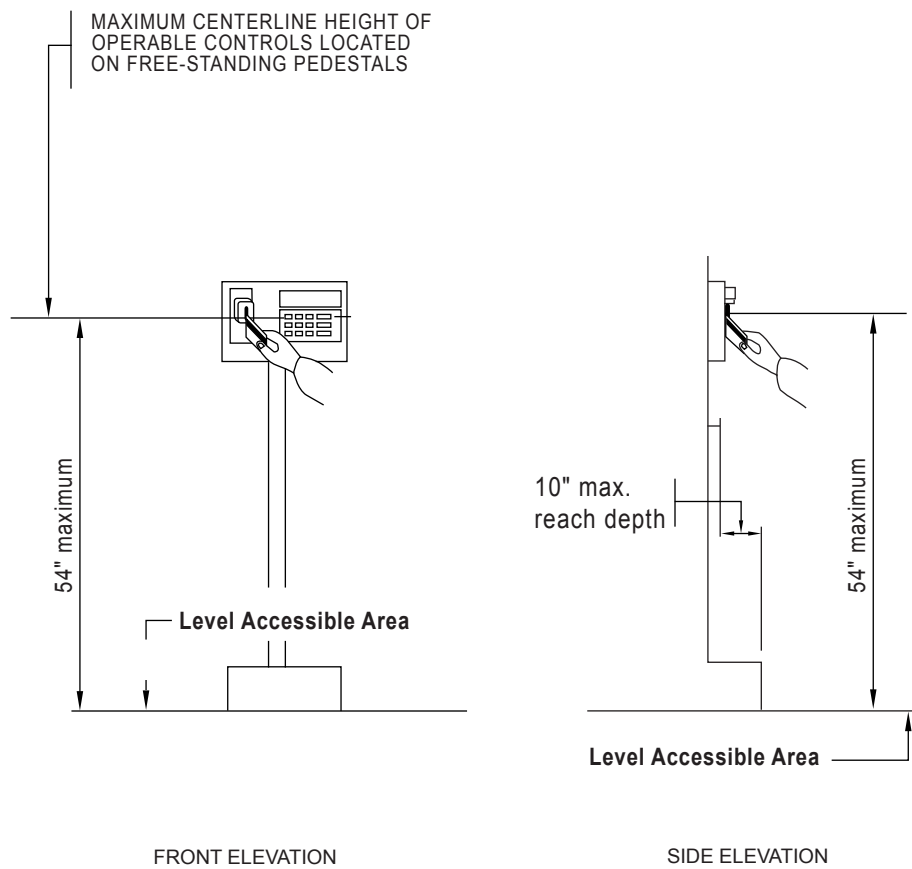 MAXIMUM CENTERLINE HEIGHT OF
OPERABLE CONTROLS LOCATED
ON FREE-STANDING PEDESTALS
54" maximum
Level Accessible Area
10" max.
reach depth
54" maximum
Level Accessible Area
FRONT ELEVATION
SIDE ELEVATION